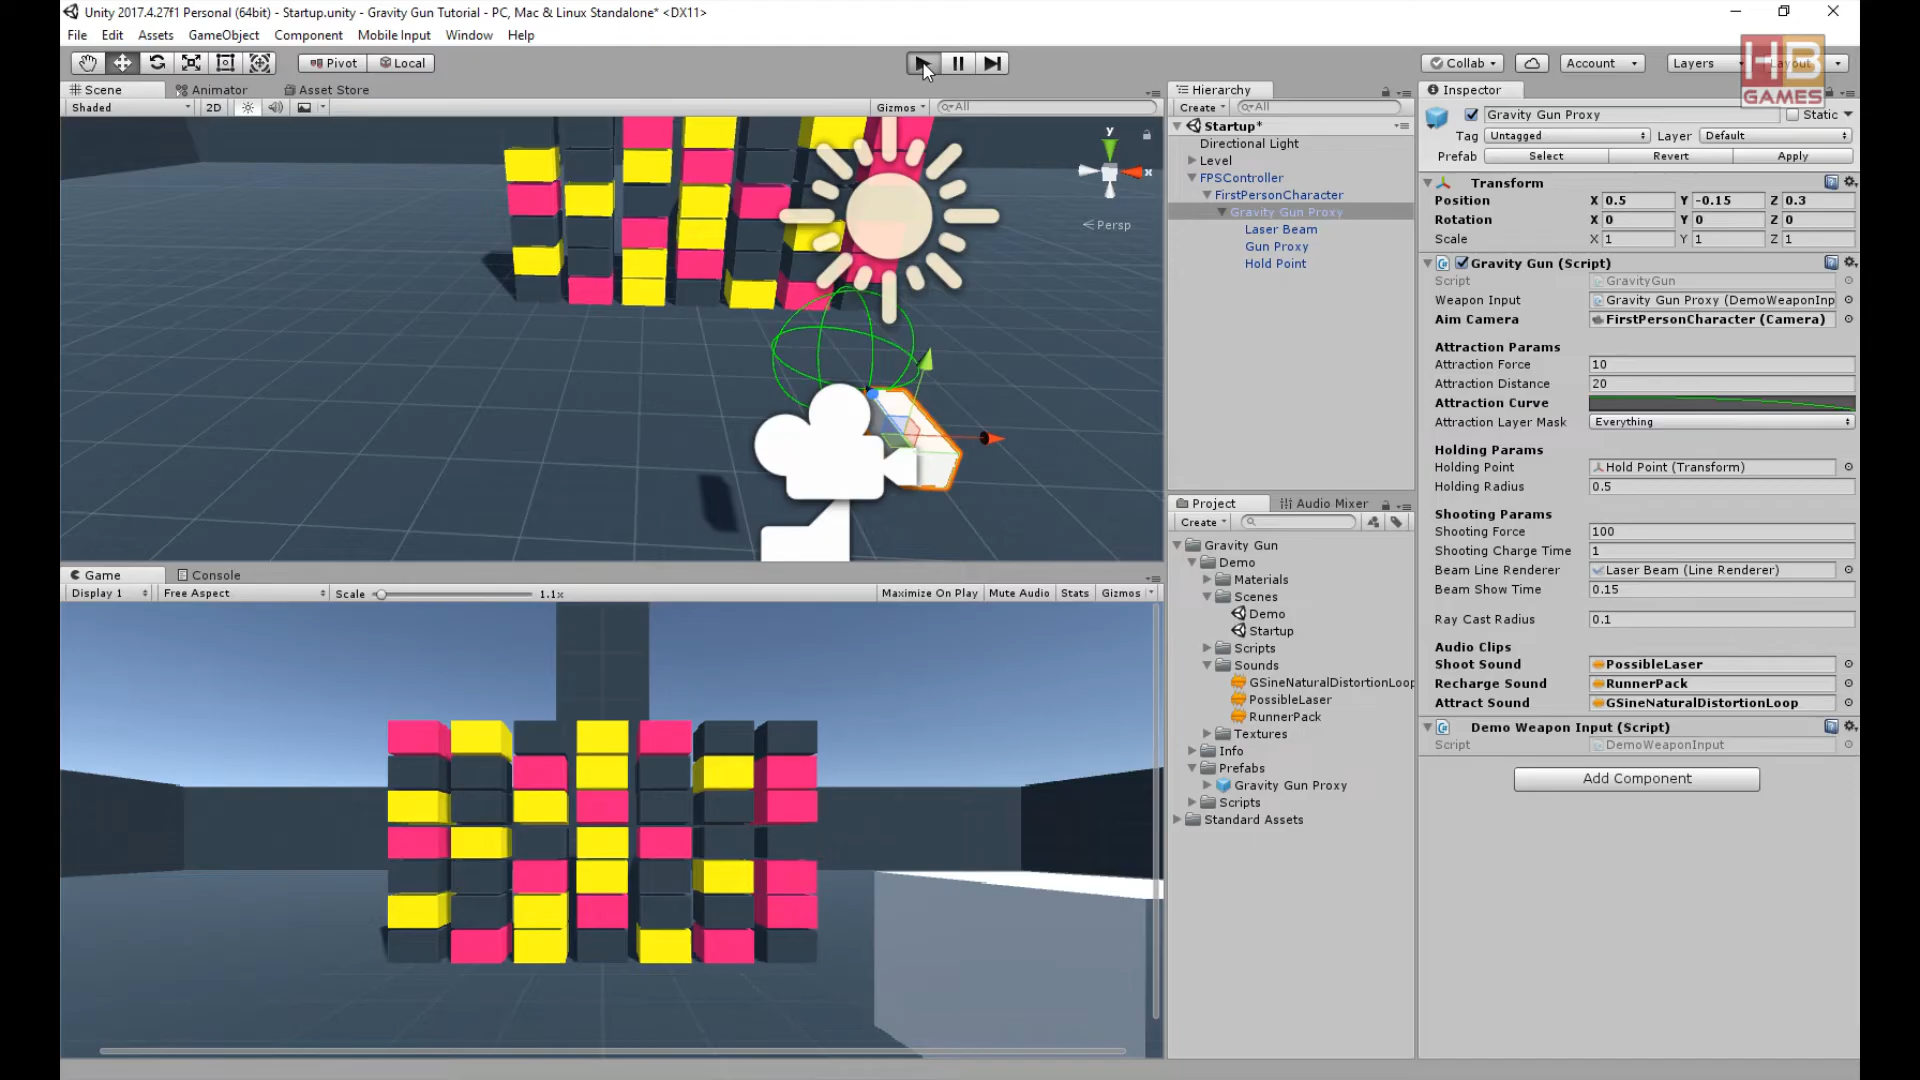 Unity 2017.4.27f1 Personal (64bit) - Startup.unity - Gravity Gun Tutorial - PC, Mac & Linux Standalone* <DX11>
File Edit Assets GameObject Component Mobile Input Window Help
Pivot Local Collab Account Layers
HB GAMES
Scene Animator Asset Store
Shaded 2D Gizmos All
y
x
Persp
Hierarchy
Create All
Startup*
Directional Light
Level
FPSController
FirstPersonCharacter
Gravity Gun Proxy
Laser Beam
Gun Proxy
Hold Point
Game Console
Display 1 Free Aspect Scale 1.1x Maximize On Play Mute Audio Stats Gizmos
Project Audio Mixer
Create
Gravity Gun
Demo
Materials
Scenes
Demo
Startup
Scripts
Sounds
GSineNaturalDistortionLoop
PossibleLaser
RunnerPack
Textures
Info
Prefabs
Gravity Gun Proxy
Scripts
Standard Assets
Inspector
Gravity Gun Proxy Static
Tag Untagged Layer Default
Prefab Select Revert Apply
Transform
Position X 0.5 Y -0.15 Z 0.3
Rotation X 0 Y 0 Z 0
Scale X 1 Y 1 Z 1
Gravity Gun (Script)
Script GravityGun
Weapon Input Gravity Gun Proxy (DemoWeaponInp
Aim Camera FirstPersonCharacter (Camera)
Attraction Params
Attraction Force 10
Attraction Distance 20
Attraction Curve
Attraction Layer Mask Everything
Holding Params
Holding Point Hold Point (Transform)
Holding Radius 0.5
Shooting Params
Shooting Force 100
Shooting Charge Time 1
Beam Line Renderer Laser Beam (Line Renderer)
Beam Show Time 0.15
Ray Cast Radius 0.1
Audio Clips
Shoot Sound PossibleLaser
Recharge Sound RunnerPack
Attract Sound GSineNaturalDistortionLoop
Demo Weapon Input (Script)
Script DemoWeaponInput
Add Component